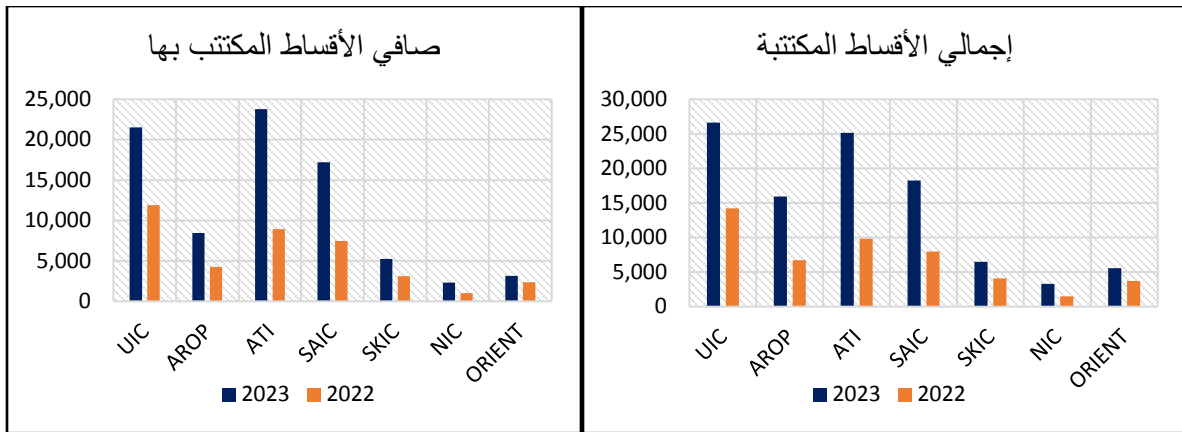 إجمالي الأقساط المكتتبة
30,000
25,000
20,000
15,000
10,000
5,000
0
UIC
AROP
ATI
SAIC
SKIC
NIC
ORIENT
2023 2022
صافي الأقساط المكتتب بها
25,000
20,000
15,000
10,000
5,000
0
UIC
AROP
ATI
SAIC
SKIC
NIC
ORIENT
2023 2022